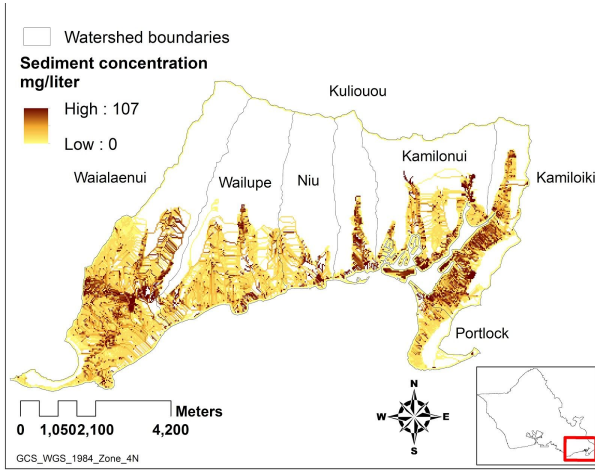 Watershed boundaries
Sediment concentration
mg/liter
High : 107
Low : 0
Kuliouou
Waialaenui
Wailupe
Niu
Kamilonui
Kamiloiki
Portlock
N
W E
S
Meters
0 1,050 2,100 4,200
GCS_WGS_1984_Zone_4N